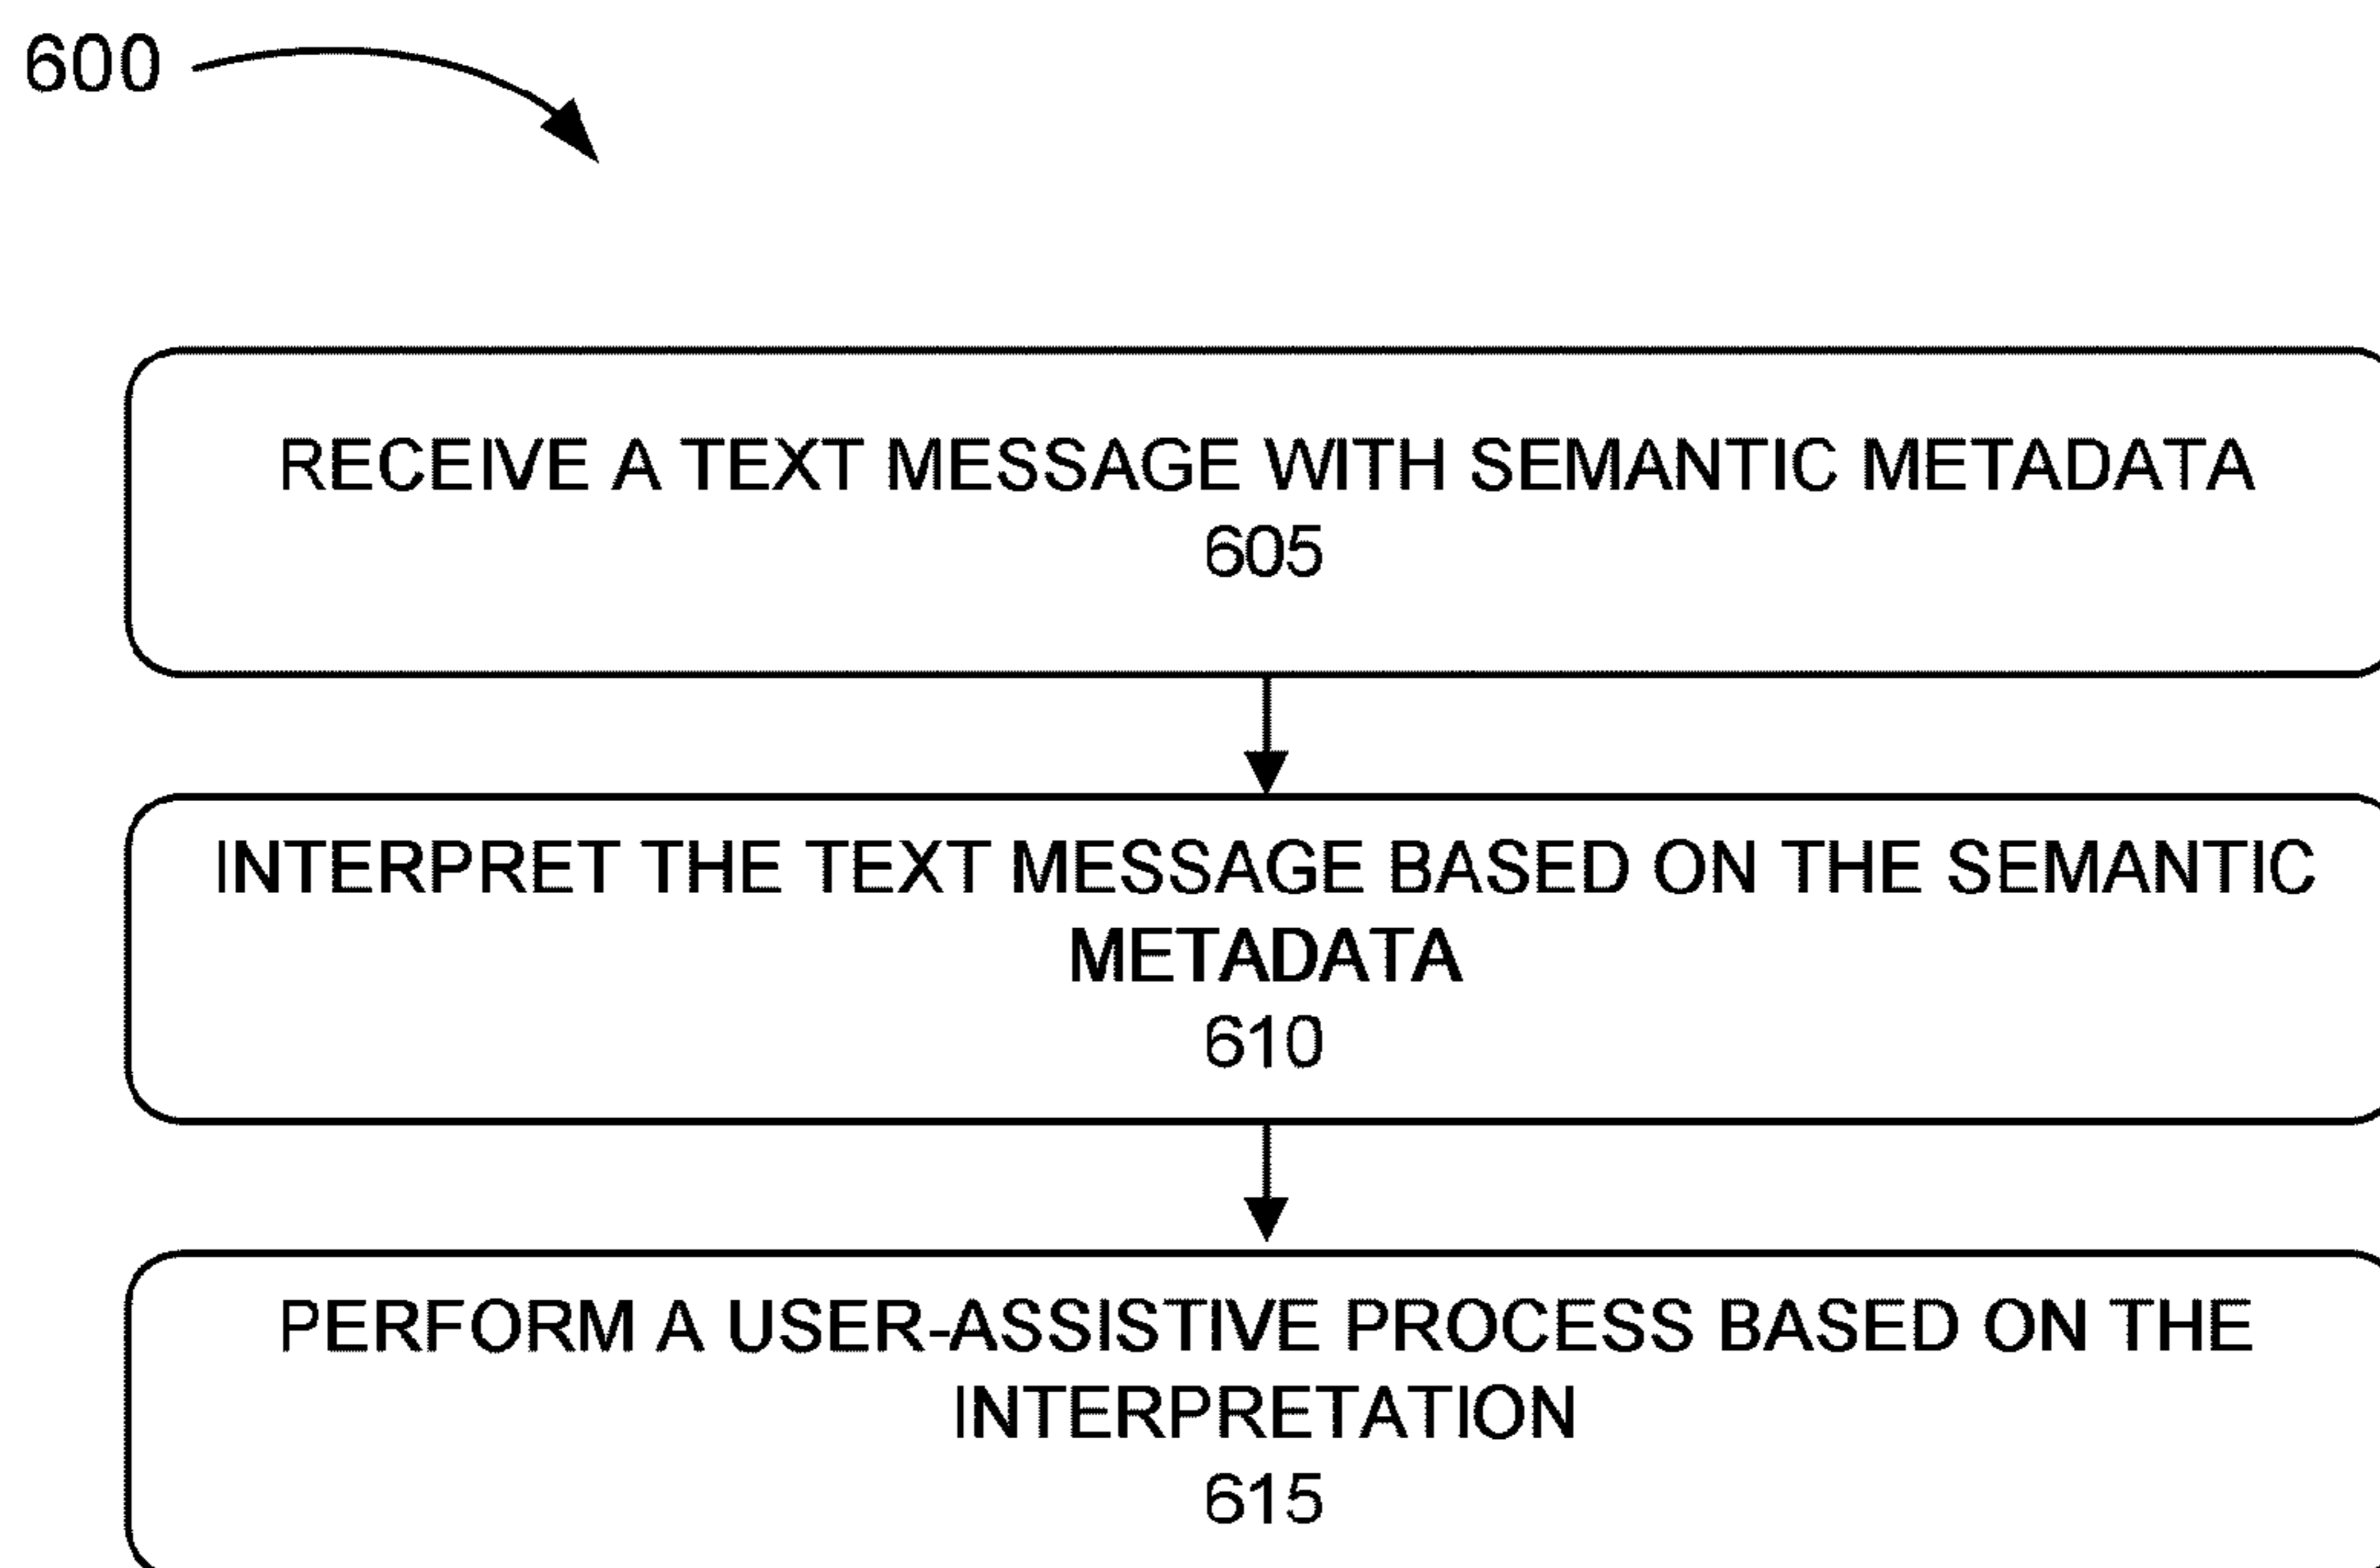 600
RECEIVE A TEXT MESSAGE WITH SEMANTIC METADATA
605
INTERPRET THE TEXT MESSAGE BASED ON THE SEMANTIC
METADATA
610
PERFORM A USER-ASSISTIVE PROCESS BASED ON THE
INTERPRETATION
615